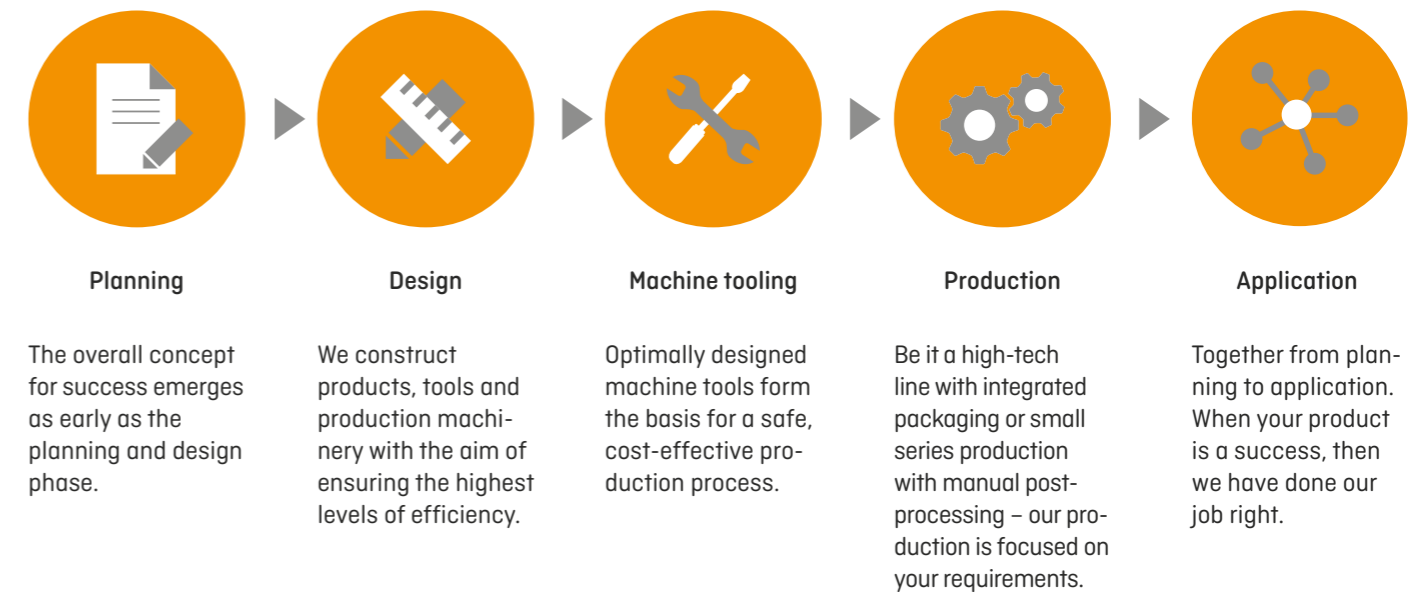 Planning
The overall concept
for success emerges
as early as the
planning and design
phase.
Design
We construct
products, tools and
production machi-
nery with the aim of
ensuring the highest
levels of efficiency.
Machine tooling
Optimally designed
machine tools form
the basis for a safe,
cost-effective pro-
duction process.
Production
Be it a high-tech
line with integrated
packaging or small
series production
with manual post-
processing – our pro-
duction is focused on
your requirements.
Application
Together from plan-
ning to application.
When your product
is a success, then
we have done our
job right.